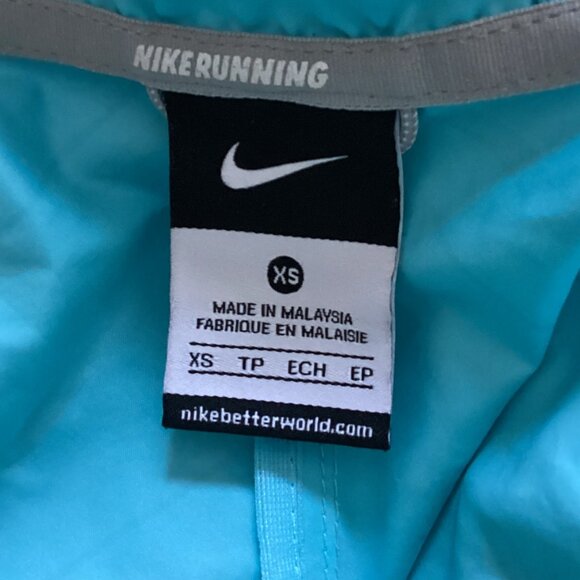 NIKERUNNING
XS
MADE IN MALAYSIA
FABRIQUE EN MALAISIE
XS TP ECH EP
nikebetterworld.com